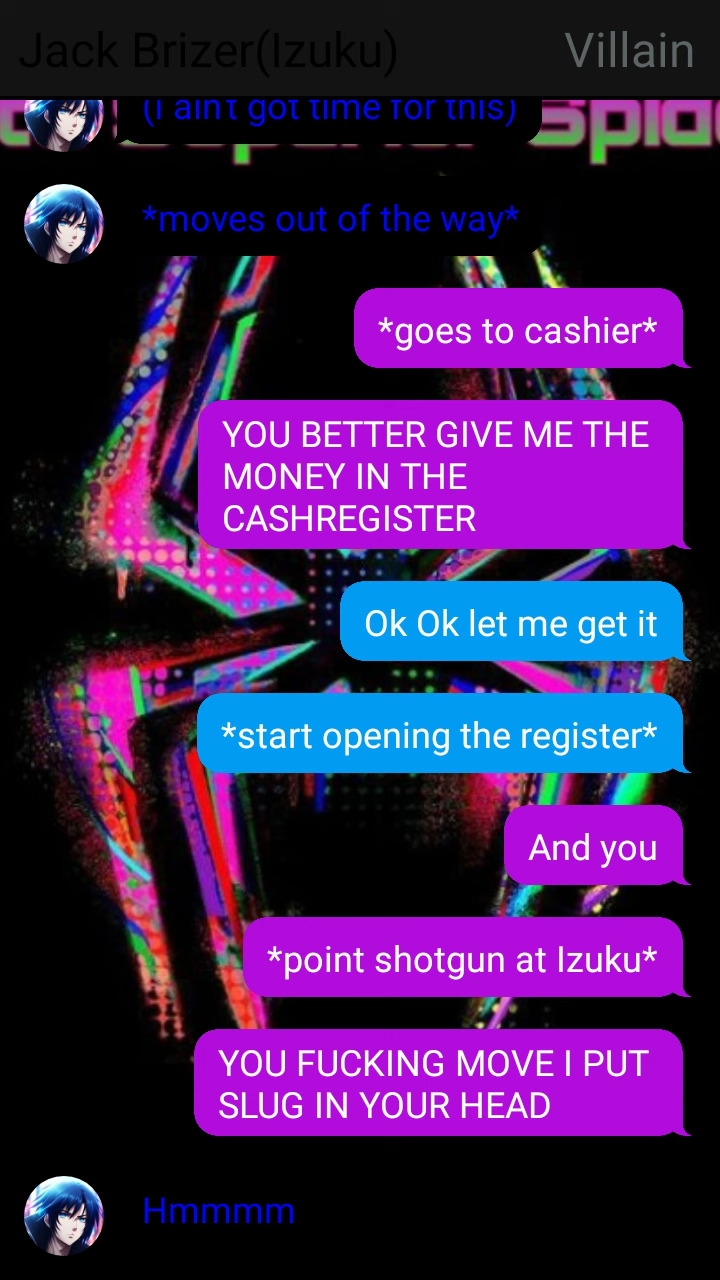 Jack Brizer(Izuku)
Villain
(i ain't got time for this)
*moves out of the way*
*goes to cashier*
YOU BETTER GIVE ME THE
MONEY IN THE
CASHREGISTER
Ok Ok let me get it
*start opening the register*
And you
*point shotgun at Izuku*
YOU FUCKING MOVE I PUT
SLUG IN YOUR HEAD
Hmmmm